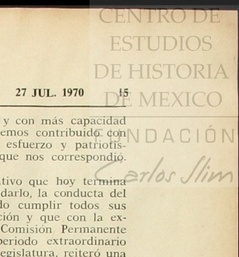 CENTRO DE
ESTUDIOS
DE HISTORIA
27 JUL. 1970 15
DE MEXICO
y con más capacidad
emos contribuido con
esfuerzo y patriotis-
que nos correspondió.
FUNDACIÓN
Carlos Slim
tivo que hoy termina
darlo, la conducta del
do cumplir todos sus
ción y que con la ex-
Comisión Permanente
periodo extraordinario
egislatura, reiteró una